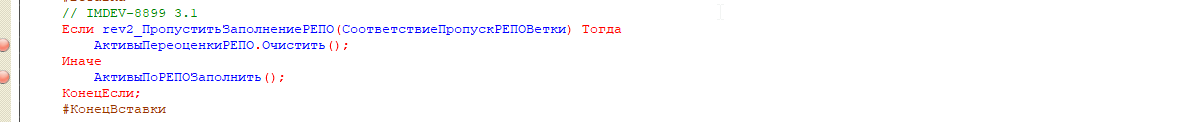 // IMDEV-8899 3.1
Если rev2_ПропуститьЗаполнениеРЕПО(СоответствиеПропускРЕПОВетки) Тогда
АктивыПереоценкиРЕПО.Очистить();
Иначе
АктивыПоРЕПОЗаполнить();
КонецЕсли;
#КонецВставки